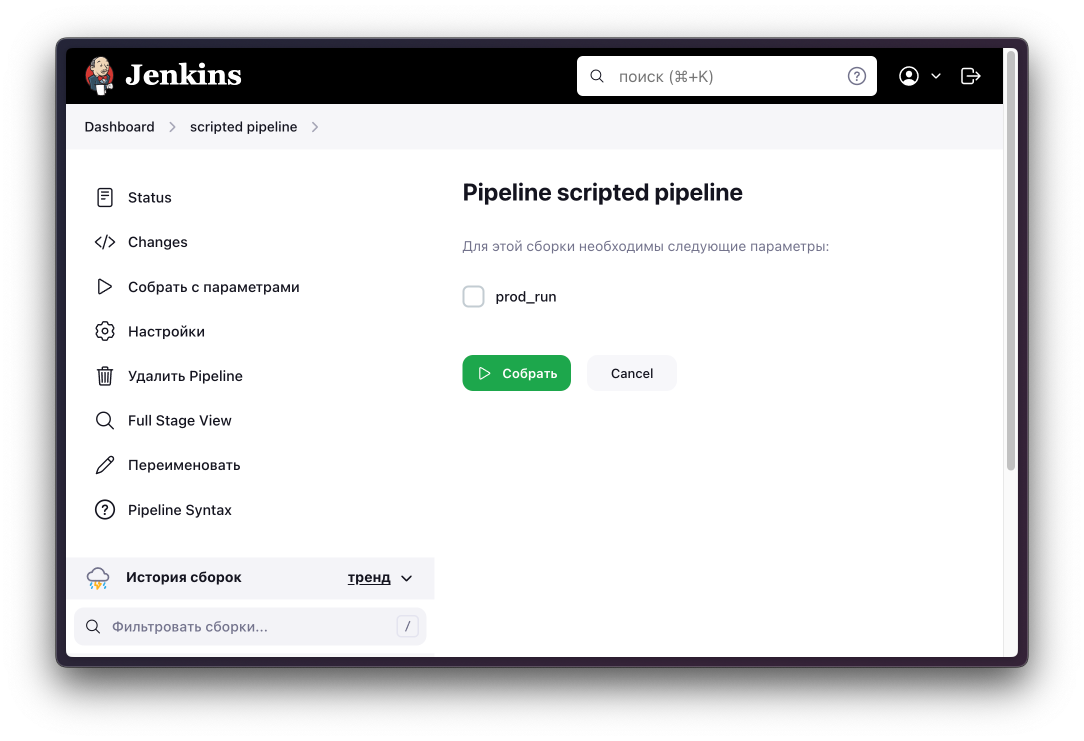 Jenkins
поиск (⌘+K)
Dashboard
scripted pipeline
Status
Changes
Собрать с параметрами
Настройки
Удалить Pipeline
Full Stage View
Переименовать
Pipeline Syntax
История сборок
тренд
Фильтровать сборки...
/
Pipeline scripted pipeline
Для этой сборки необходимы следующие параметры:
prod_run
Собрать
Cancel